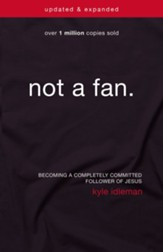 updated & expanded
over 1 million copies sold
not a fan.
BECOMING A COMPLETELY COMMITTED
FOLLOWER OF JESUS
kyle idleman